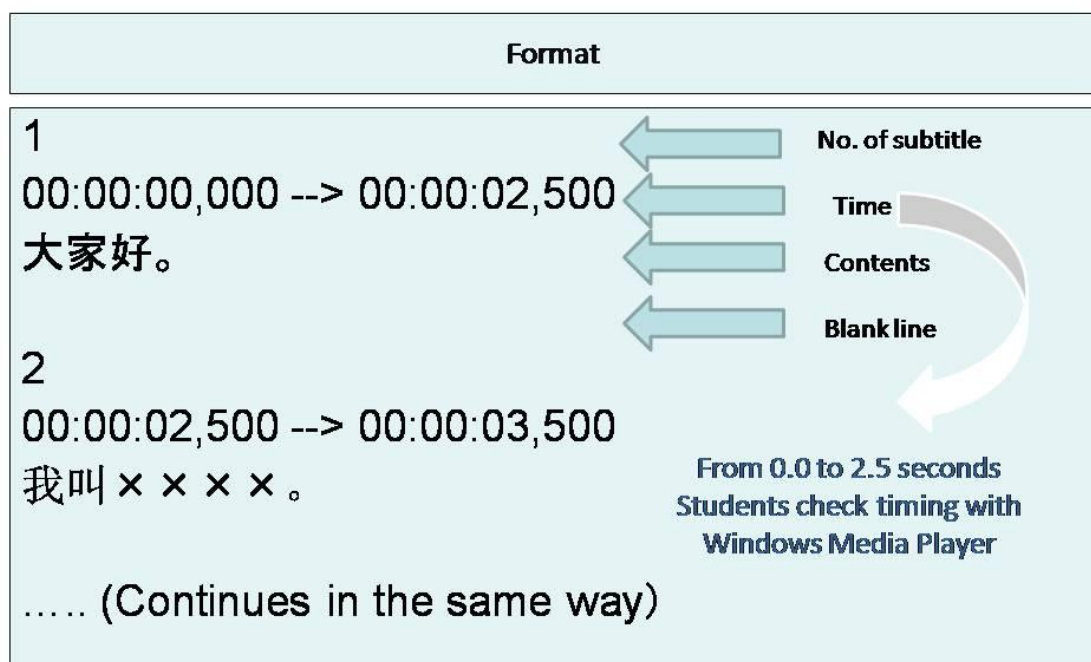 Format
1
No. of subtitle
00:00:00,000 --> 00:00:02,500
Time
大家好。
Contents
Blank line
2
00:00:02,500 --> 00:00:03,500
我叫××××。
From 0.0 to 2.5 seconds
Students check timing with
Windows Media Player
….. (Continues in the same way）